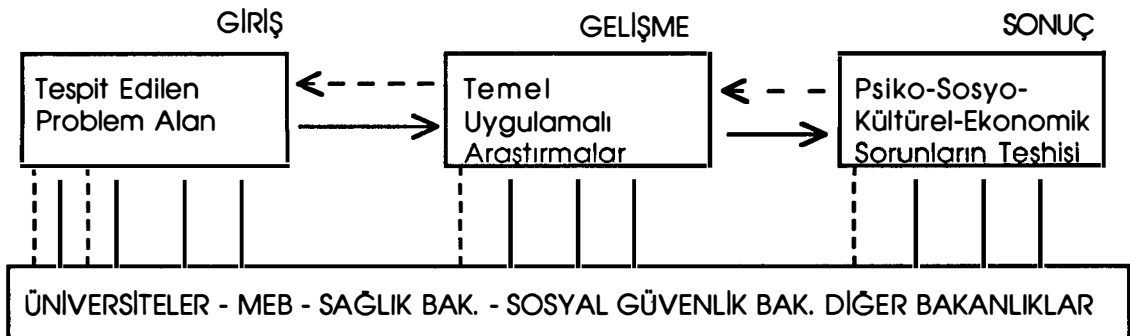 GİRİŞ
GELİŞME
SONUÇ
Tespit Edilen
Problem Alan
Temel
Uygulamalı
Araştırmalar
Psiko-Sosyo-
Kültürel-Ekonomik
Sorunların Teşhisi
ÜNİVERSİTELER - MEB - SAĞLIK BAK. - SOSYAL GÜVENLİK BAK. DİĞER BAKANLIKLAR